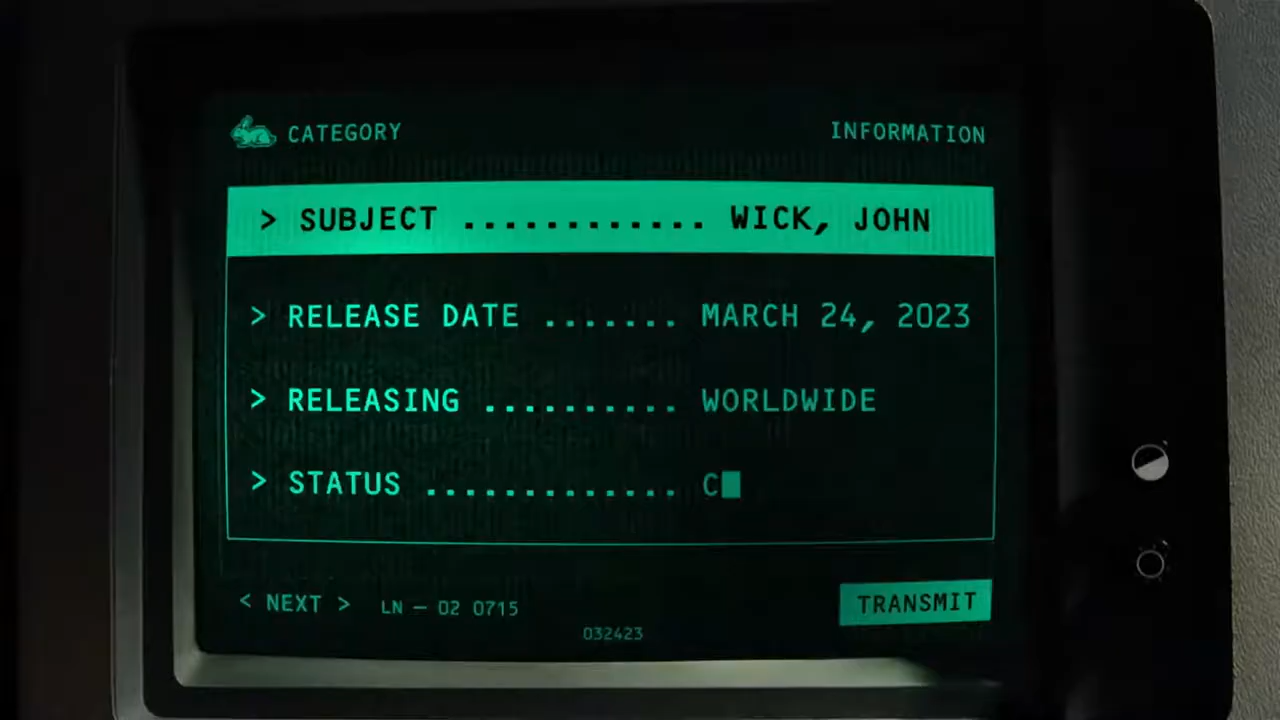 CATEGORY INFORMATION
> SUBJECT ............ WICK, JOHN
> RELEASE DATE ....... MARCH 24, 2023
> RELEASING .......... WORLDWIDE
> STATUS ............. C
< NEXT > LN — 02 0715 TRANSMIT
032423